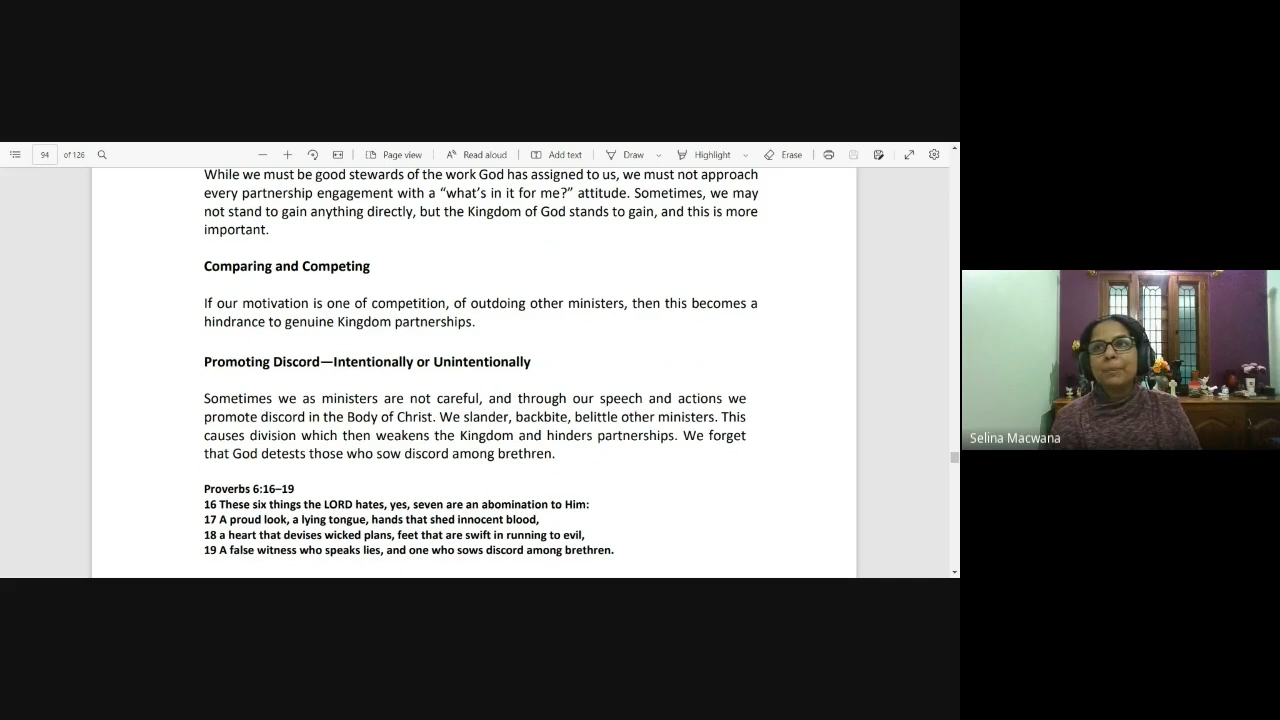 94 of 126 Page view Read aloud Add text Draw Highlight Erase
While we must be good stewards of the work God has assigned to us, we must not approach
every partnership engagement with a “what’s in it for me?” attitude. Sometimes, we may
not stand to gain anything directly, but the Kingdom of God stands to gain, and this is more
important.
Comparing and Competing
If our motivation is one of competition, of outdoing other ministers, then this becomes a
hindrance to genuine Kingdom partnerships.
Promoting Discord—Intentionally or Unintentionally
Sometimes we as ministers are not careful, and through our speech and actions we
promote discord in the Body of Christ. We slander, backbite, belittle other ministers. This
causes division which then weakens the Kingdom and hinders partnerships. We forget
that God detests those who sow discord among brethren.
Proverbs 6:16–19
16 These six things the LORD hates, yes, seven are an abomination to Him:
17 A proud look, a lying tongue, hands that shed innocent blood,
18 a heart that devises wicked plans, feet that are swift in running to evil,
19 A false witness who speaks lies, and one who sows discord among brethren.
Selina Macwana